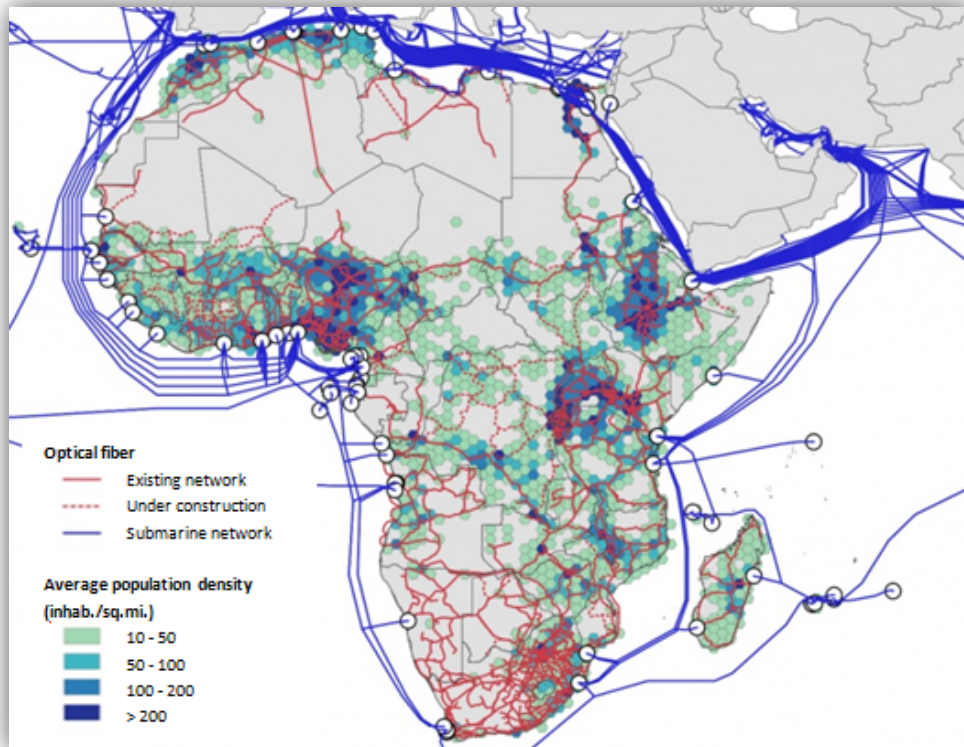 Optical fiber
Existing network
Under construction
Submarine network
Average population density
(inhab./sq.mi.)
10 - 50
50 - 100
100 - 200
> 200